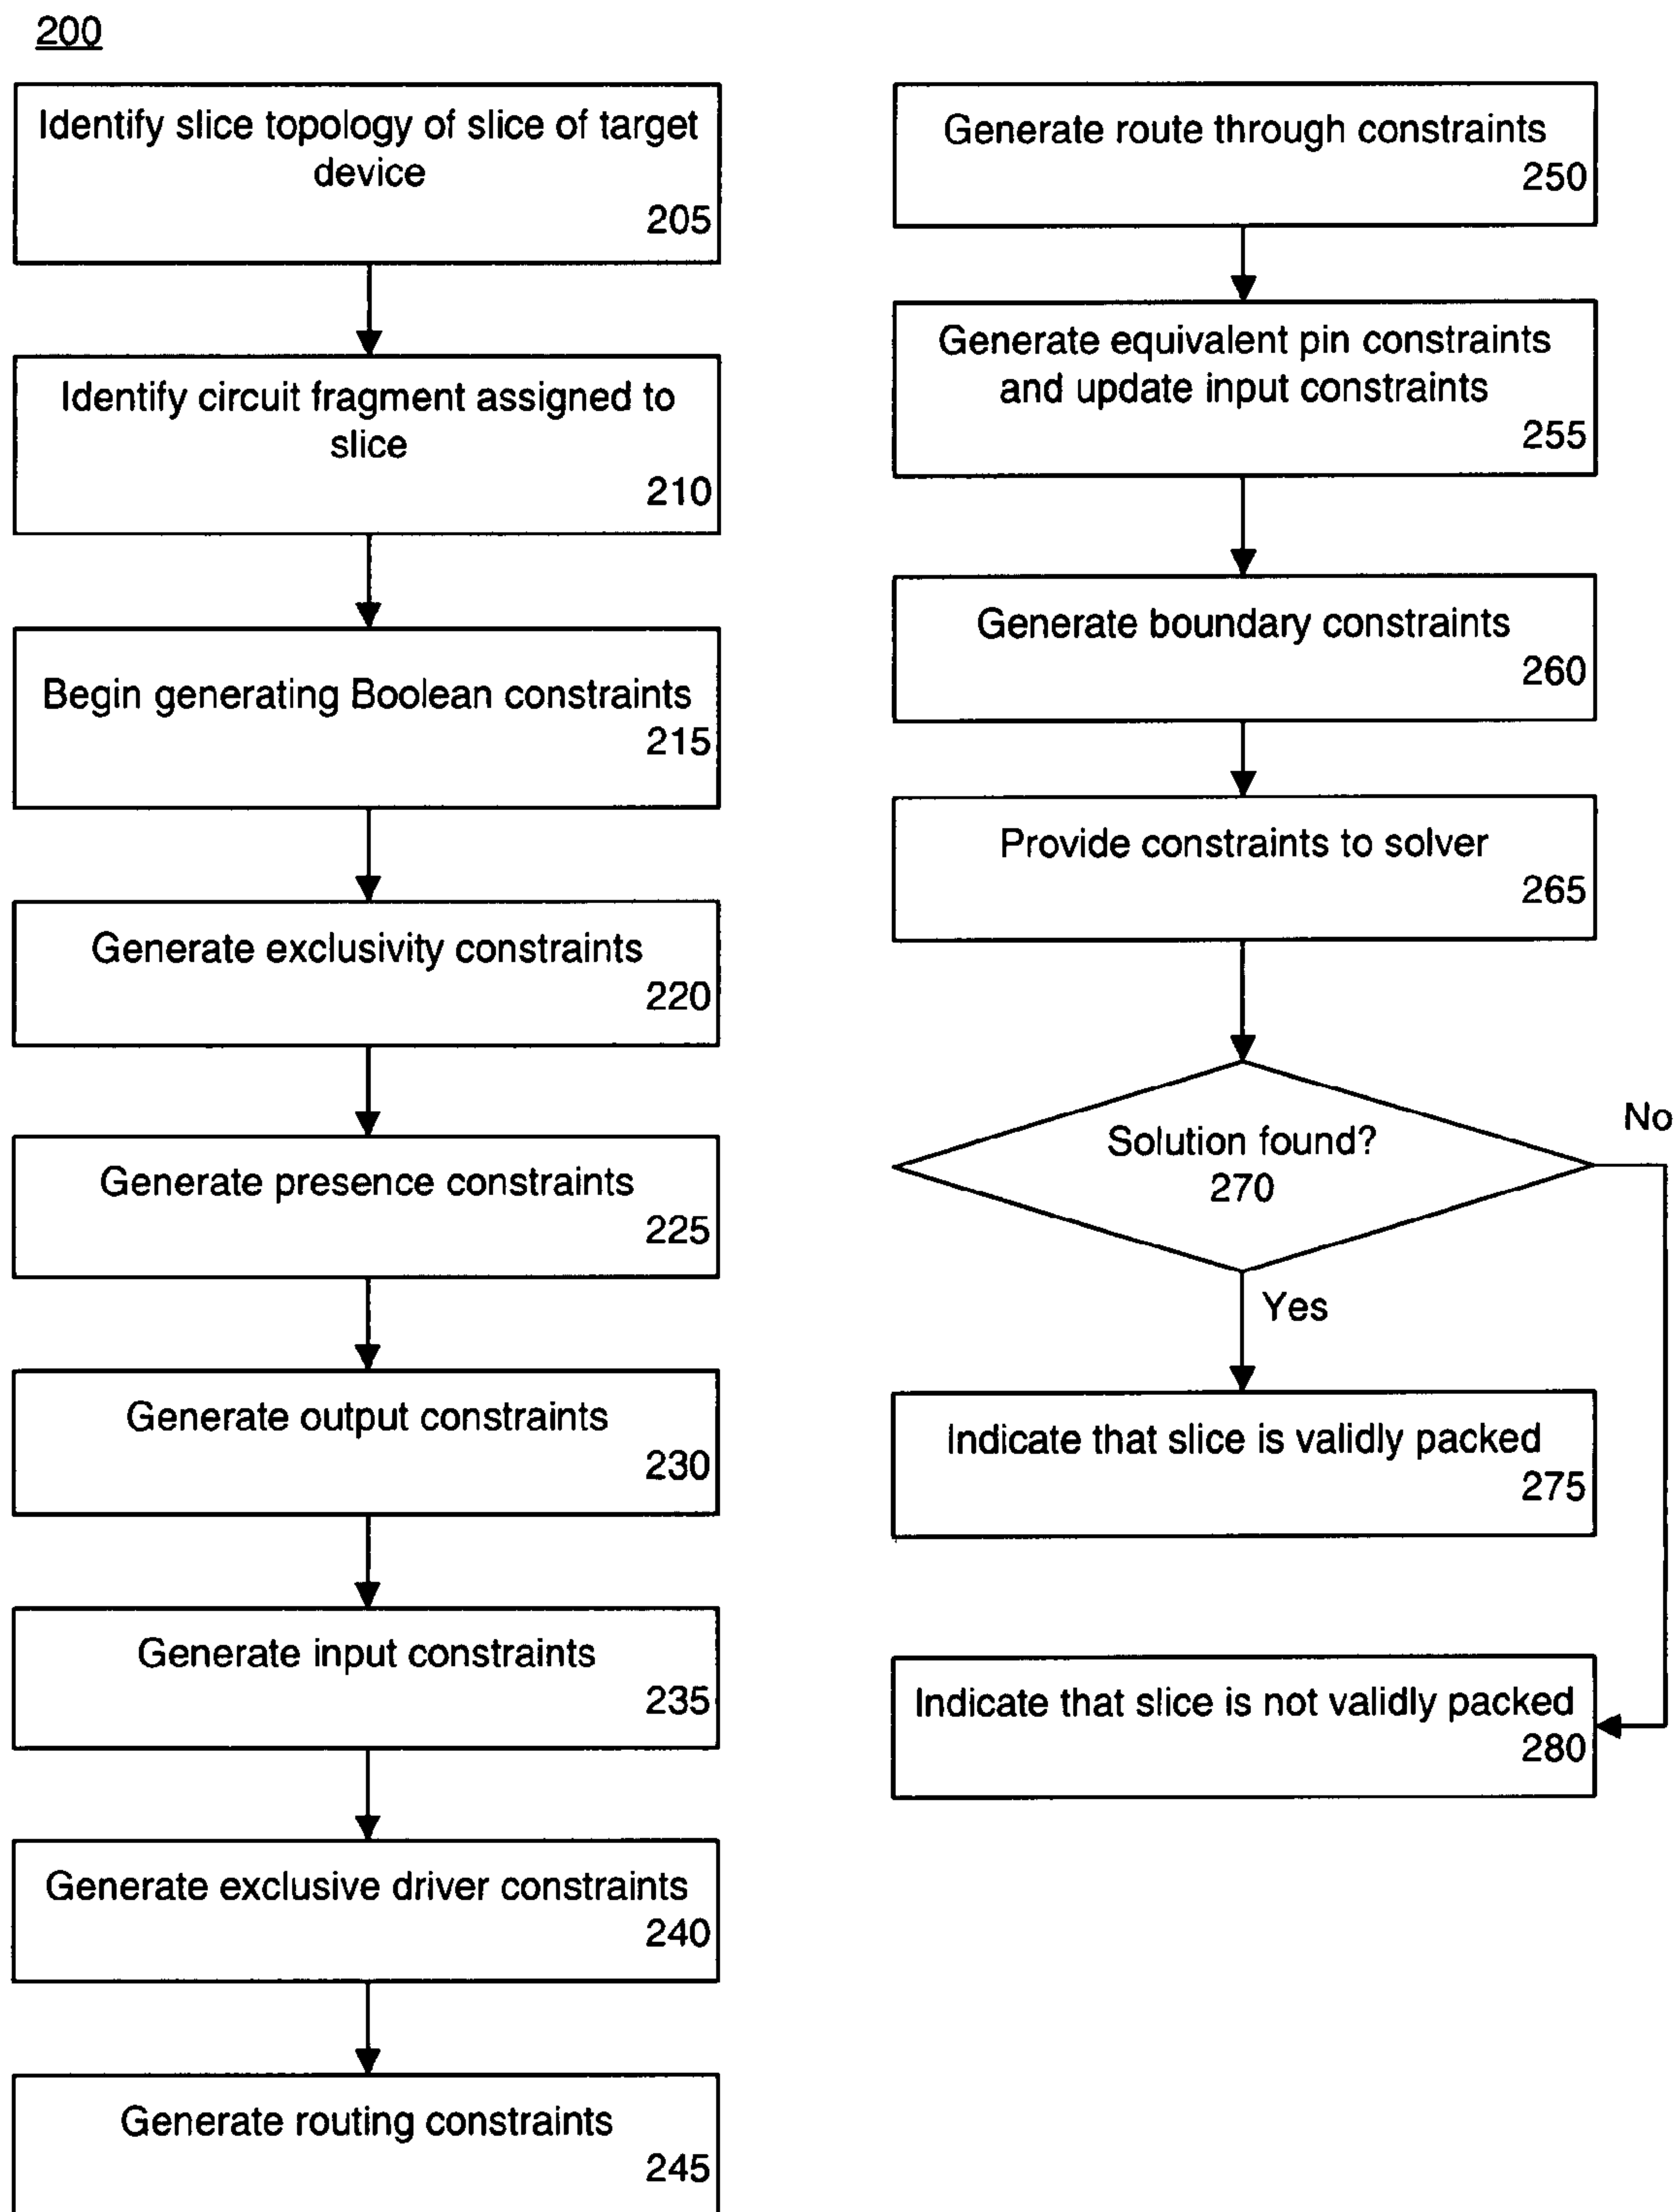 200
Identify slice topology of slice of target
device
205
Identify circuit fragment assigned to
slice
210
Begin generating Boolean constraints
215
Generate exclusivity constraints
220
Generate presence constraints
225
Generate output constraints
230
Generate input constraints
235
Generate exclusive driver constraints
240
Generate routing constraints
245
Generate route through constraints
250
Generate equivalent pin constraints
and update input constraints
255
Generate boundary constraints
260
Provide constraints to solver
265
Solution found?
270
No
Yes
Indicate that slice is validly packed
275
Indicate that slice is not validly packed
280